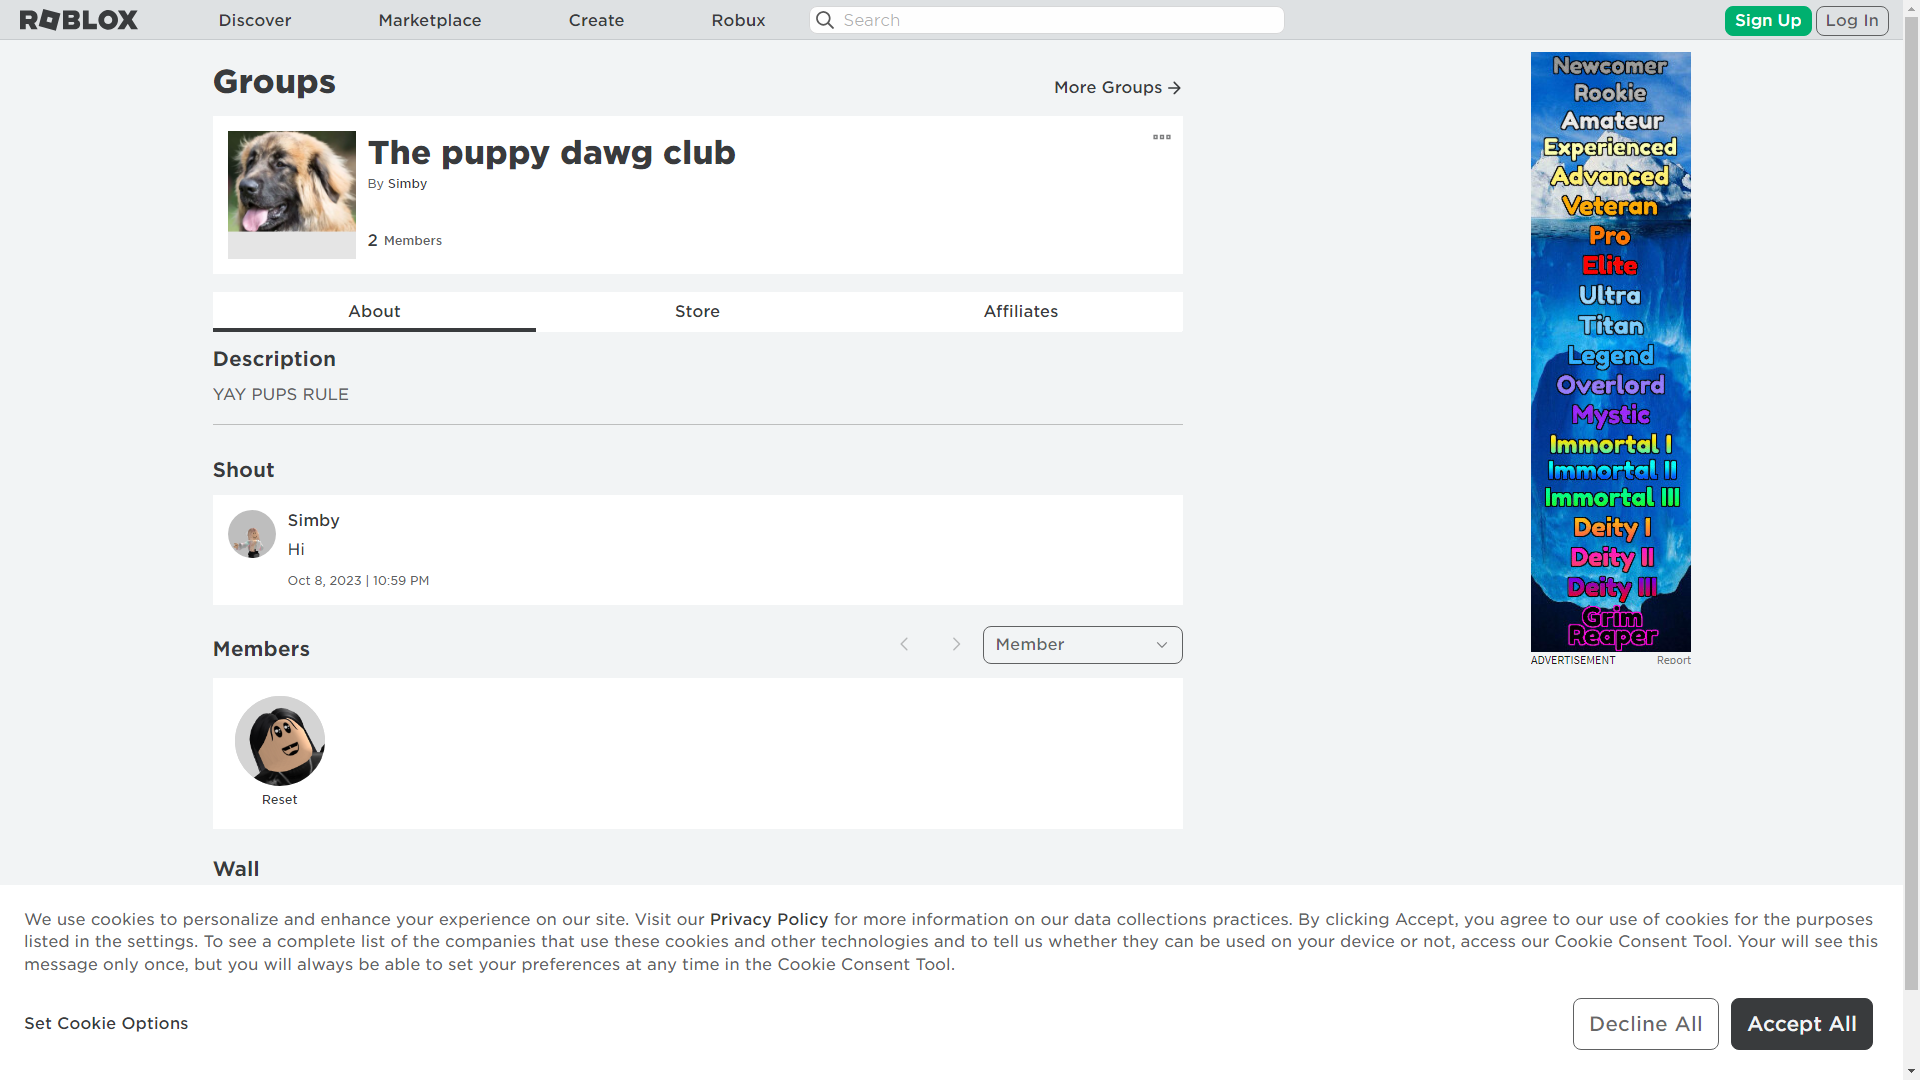 ROBLOX
Discover
Marketplace
Create
Robux
Search
Sign Up
Log In
Groups
More Groups
The puppy dawg club
By Simby
2 Members
About
Store
Affiliates
Description
YAY PUPS RULE
Shout
Simby
Hi
Oct 8, 2023 | 10:59 PM
Members
Member
Reset
Wall
Newcomer
Rookie
Amateur
Experienced
Advanced
Veteran
Pro
Elite
Ultra
Titan
Legend
Overlord
Mystic
Immortal I
Immortal II
Immortal III
Deity I
Deity II
Deity III
Grim
Reaper
ADVERTISEMENT
Report
We use cookies to personalize and enhance your experience on our site. Visit our Privacy Policy for more information on our data collections practices. By clicking Accept, you agree to our use of cookies for the purposes
listed in the settings. To see a complete list of the companies that use these cookies and other technologies and to tell us whether they can be used on your device or not, access our Cookie Consent Tool. Your will see this
message only once, but you will always be able to set your preferences at any time in the Cookie Consent Tool.
Set Cookie Options
Decline All
Accept All